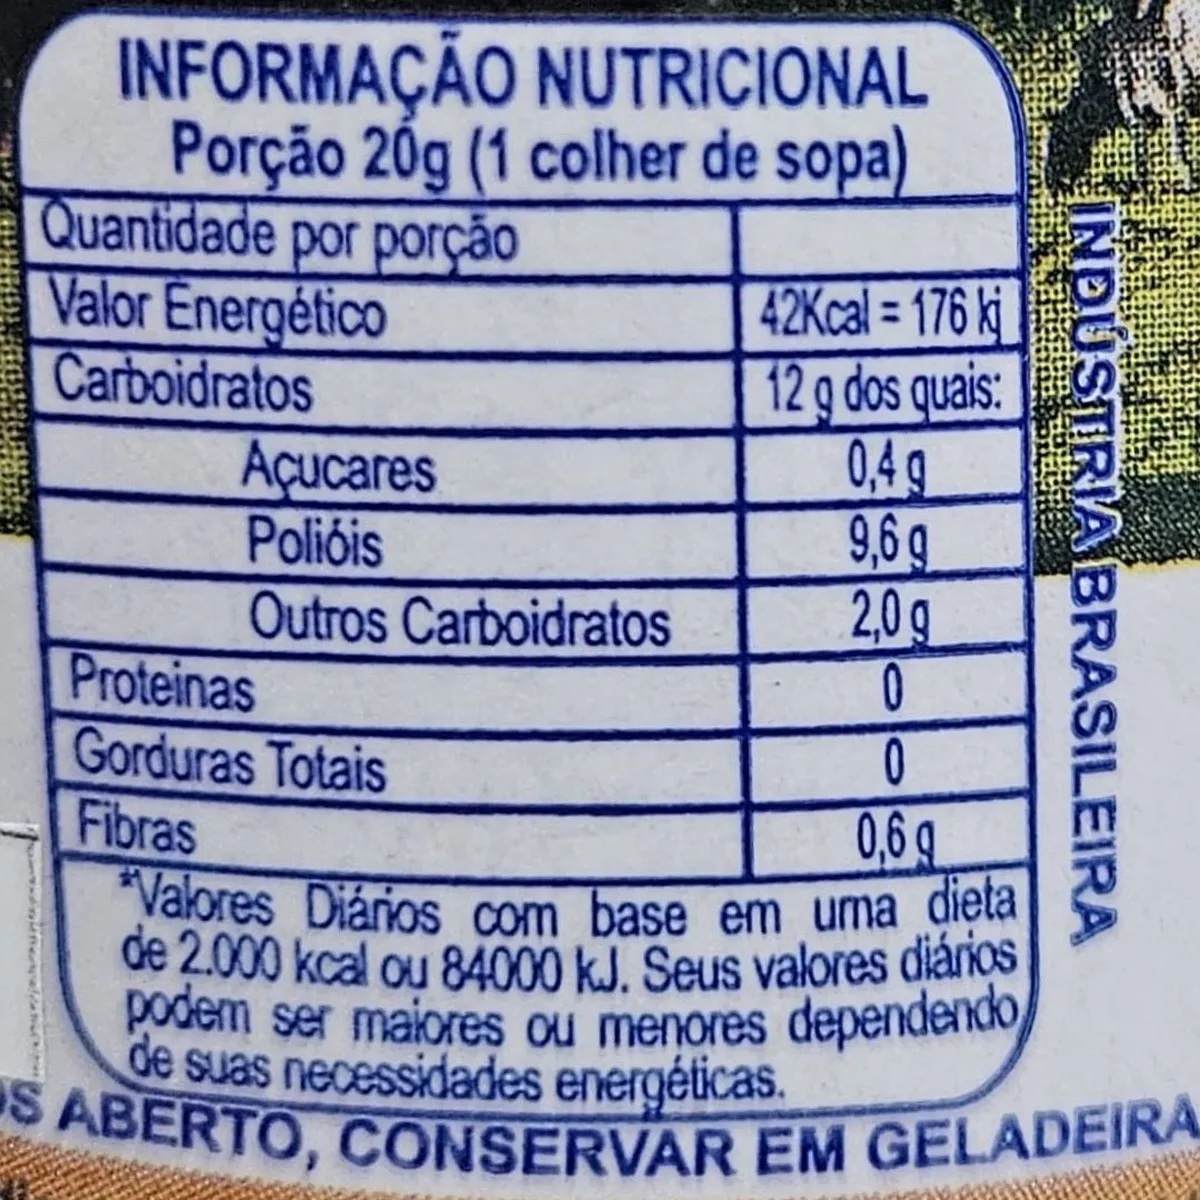 INFORMAÇÃO NUTRICIONAL
Porção 20g (1 colher de sopa)
Quantidade por porção
Valor Energético 42Kcal = 176 kj
Carboidratos 12 g dos quais:
Açucares 0,4 g
Polióis 9,6 g
Outros Carboidratos 2,0 g
Proteinas 0
Gorduras Totais 0
Fibras 0,6 g
*Valores Diários com base em uma dieta
de 2.000 kcal ou 84000 kJ. Seus valores diários
podem ser maiores ou menores dependendo
de suas necessidades energéticas.
ABERTO, CONSERVAR EM GELADEIRA
INDÚSTRIA BRASILEIRA